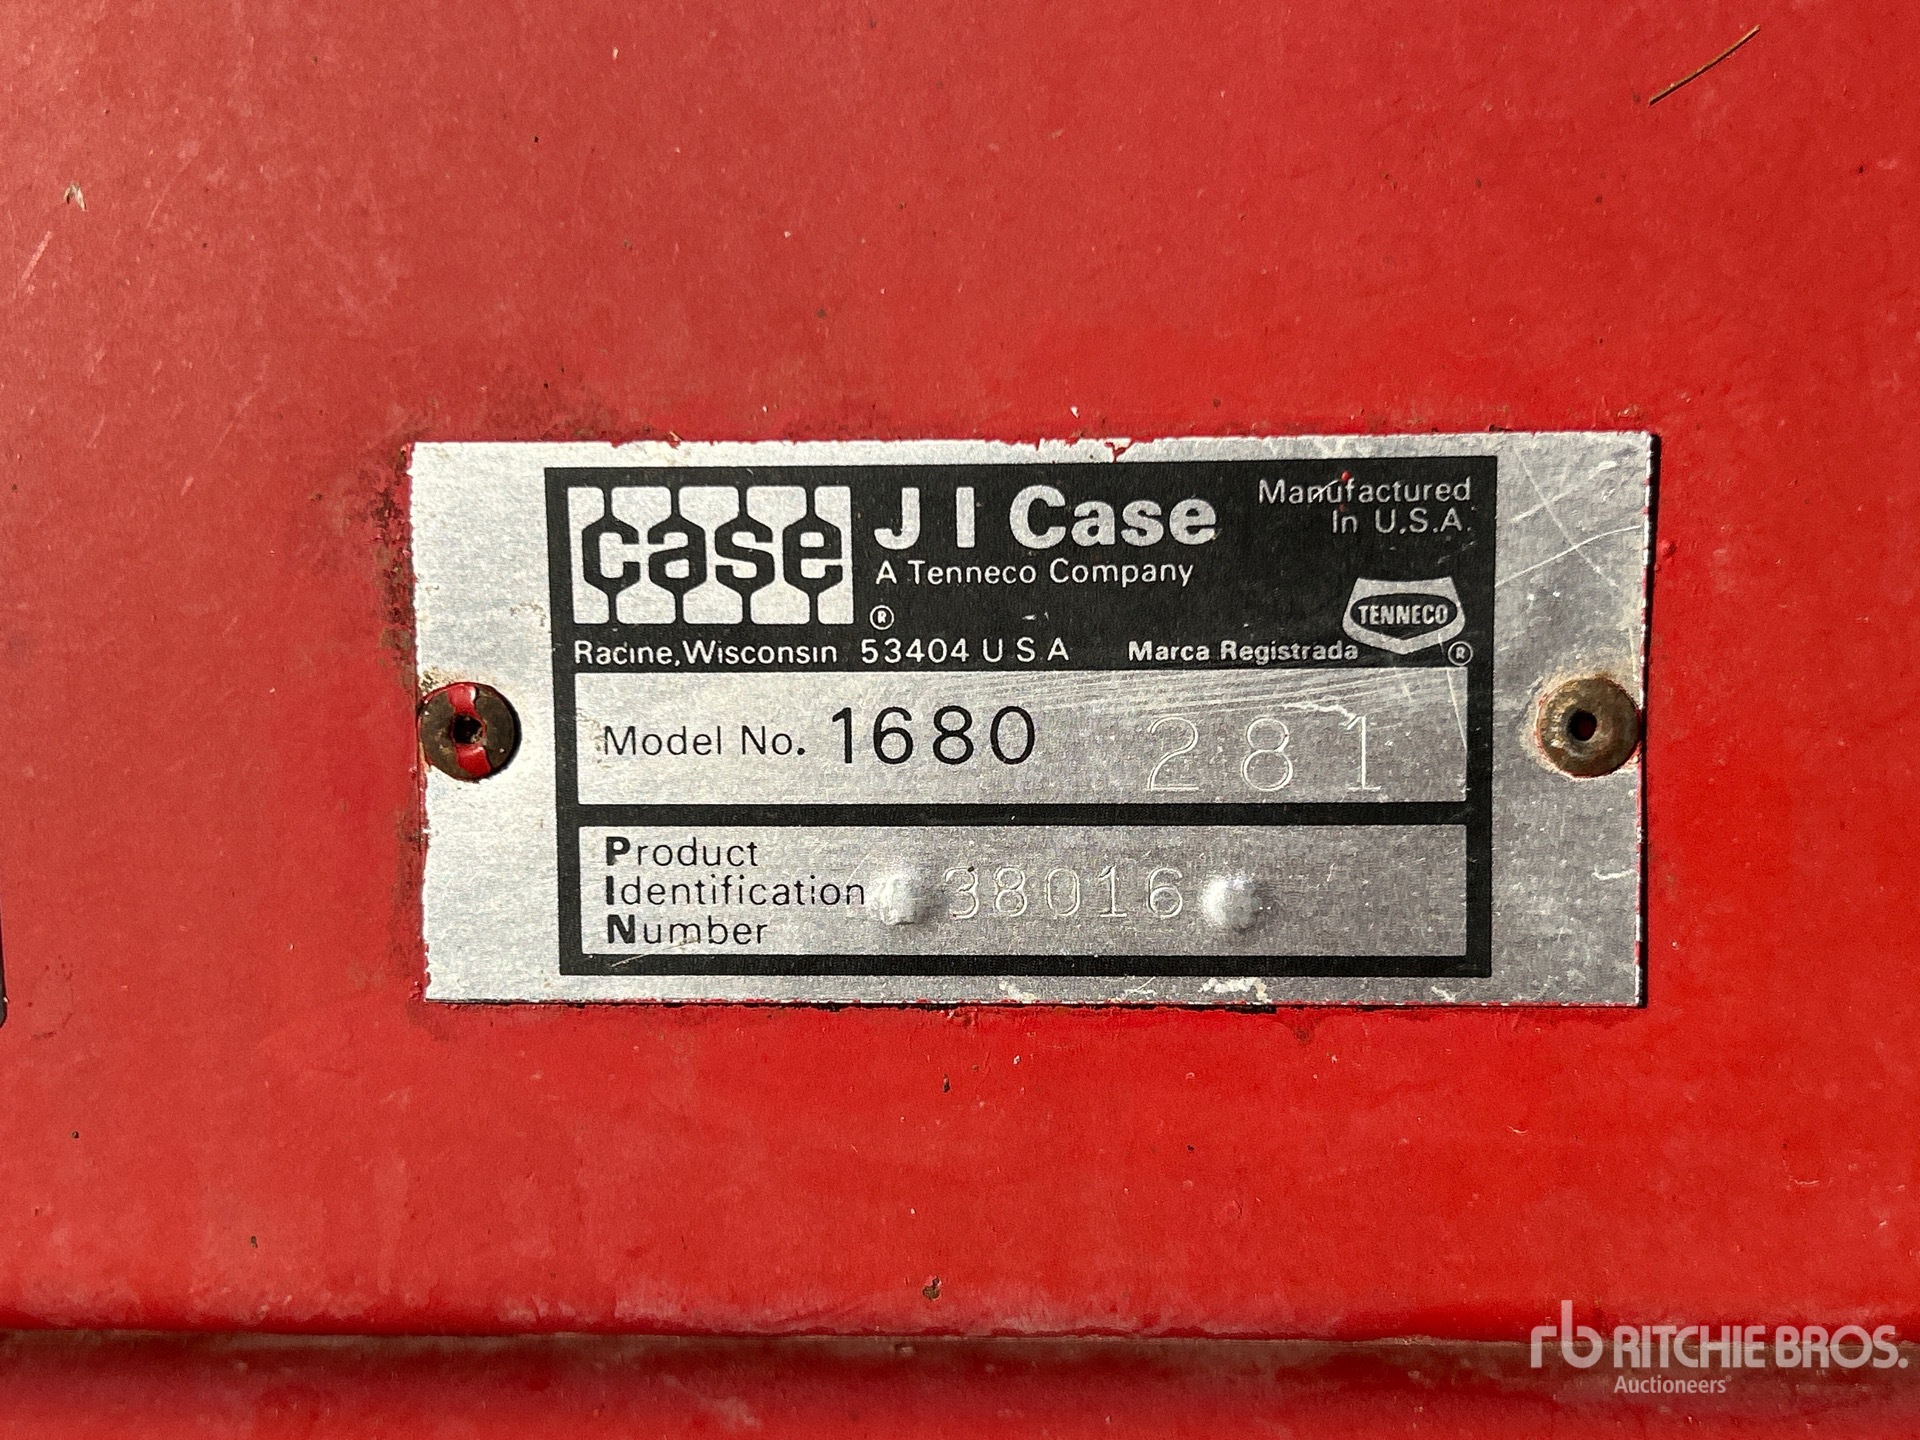 case J I Case Manufactured In U.S.A.
A Tenneco Company
®
TENNECO
Racine, Wisconsin 53404 U S A Marca Registrada ®
Model No. 1680 281
Product
Identification 38016
Number
rb RITCHIE BROS.
Auctioneers